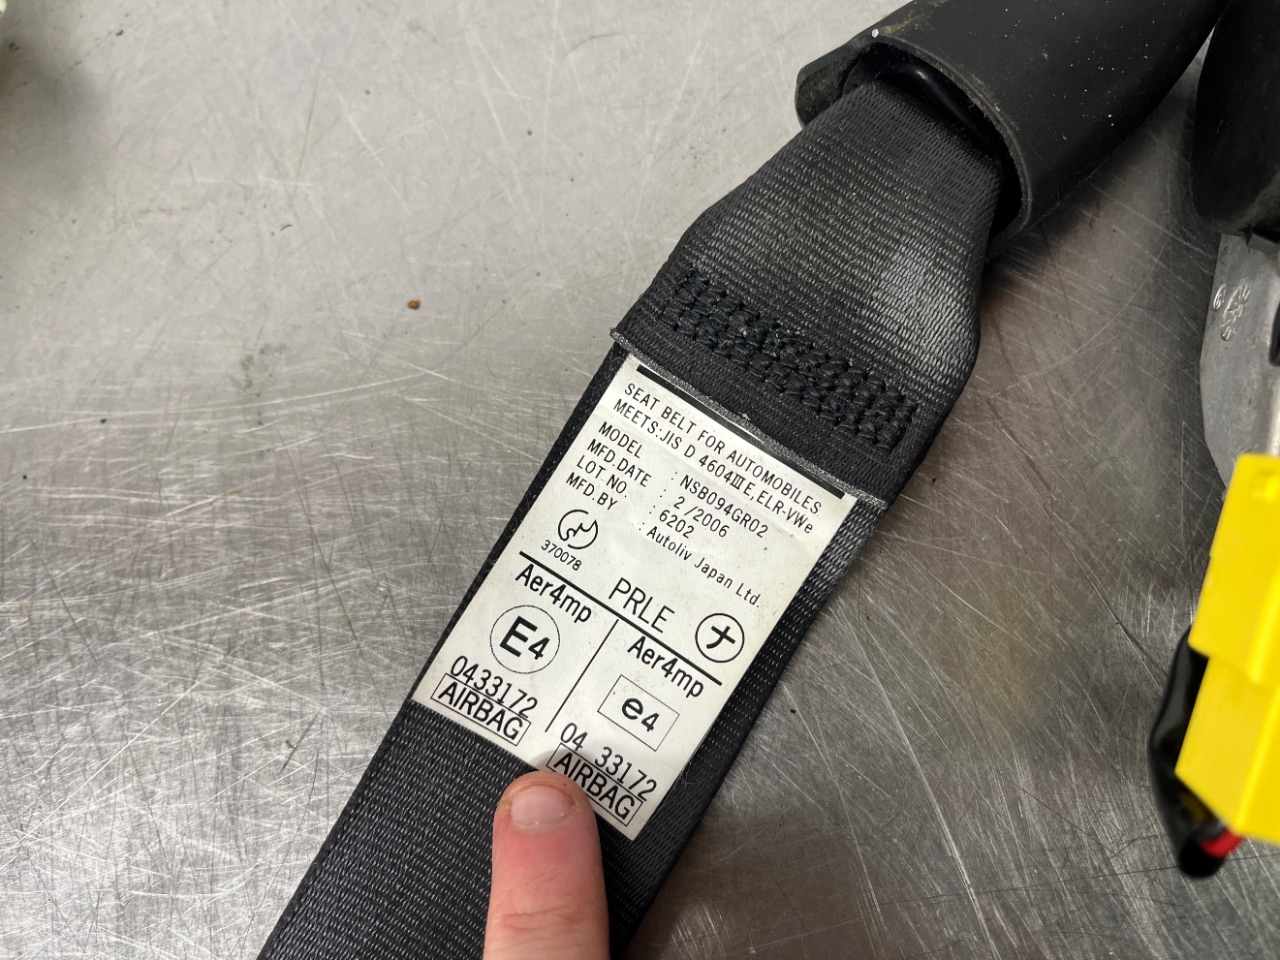 SEAT BELT FOR AUTOMOBILES
MEETS:JIS D 4604ⅢE,ELR-VWe
MODEL : NSB094GR02
MFD.DATE : 2 /2006
LOT NO. : 6202
MFD.BY : Autoliv Japan Ltd.
370078
PRLE ナ
Aer4mp
E4
0433172
AIRBAG
Aer4mp
e4
04 33172
AIRBAG